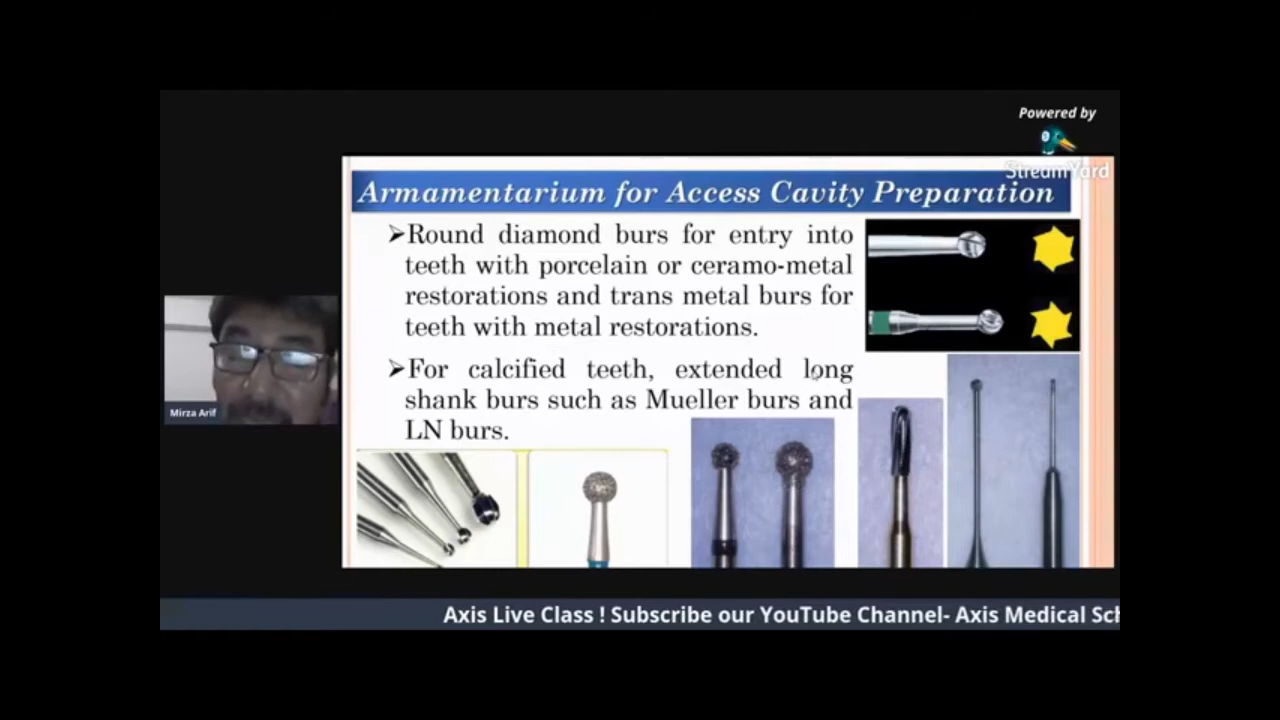 Powered by
StreamYard
Armamentarium for Access Cavity Preparation
➢Round diamond burs for entry into
teeth with porcelain or ceramo-metal
restorations and trans metal burs for
teeth with metal restorations.
➢For calcified teeth, extended long
shank burs such as Mueller burs and
LN burs.
Mirza Arif
Axis Live Class ! Subscribe our YouTube Channel- Axis Medical Sch